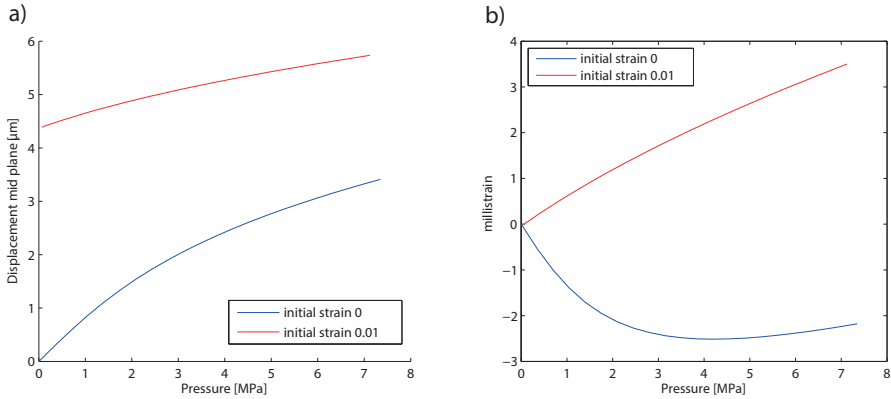 a)
6
5
4
3
2
1
0
Displacement mid plane [µm]
initial strain 0
initial strain 0.01
0 1 2 3 4 5 6 7 8
Pressure [MPa]
b)
4
3
2
1
0
−1
−2
−3
millistrain
initial strain 0
initial strain 0.01
0 1 2 3 4 5 6 7 8
Pressure [MPa]